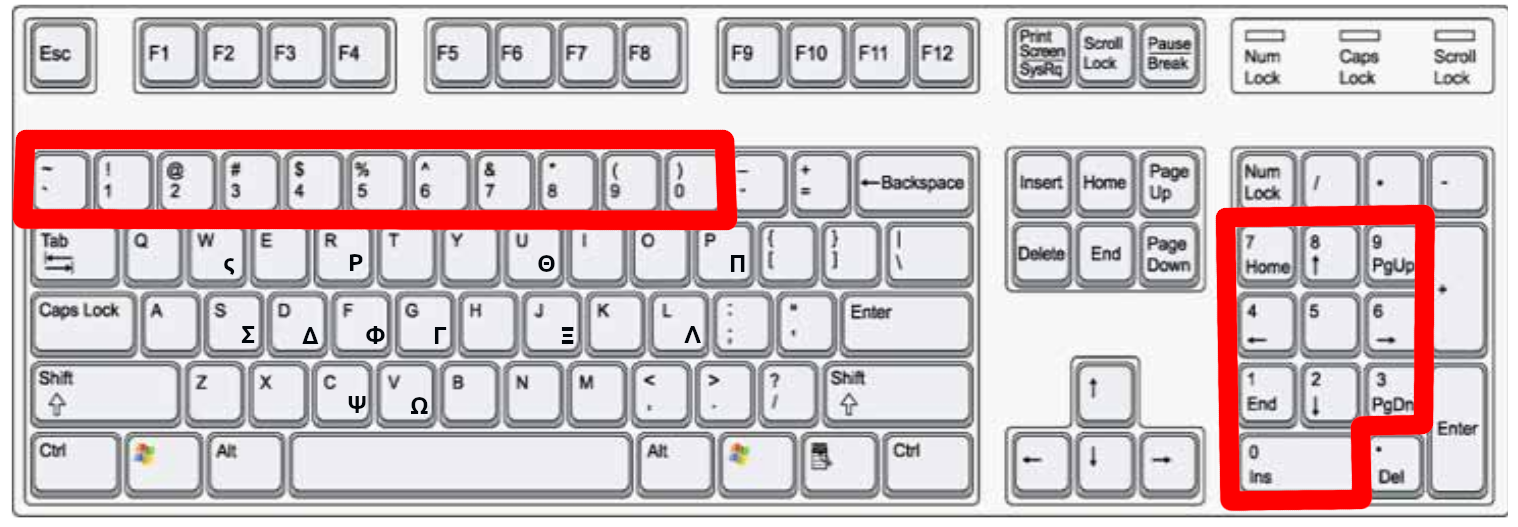 Esc F1 F2 F3 F4 F5 F6 F7 F8 F9 F10 F11 F12 Print Screen SysRq Scroll Lock Pause Break Num Lock Caps Lock Scroll Lock
~ ` ! 1 @ 2 # 3 $ 4 % 5 ^ 6 & 7 * 8 ( 9 ) 0 – - + = ←Backspace Insert Home Page Up Num Lock / • -
Tab Q W ς E R Ρ T Y U Θ I O P Π { [ } ] | \ Delete End Page Down 7 Home 8 ↑ 9 PgUp +
Caps Lock A S Σ D Δ F Φ G Γ H J Ξ K L Λ : ; " ' Enter 4 ← 5 6 →
Shift Z X C Ψ V Ω B N M < , > . ? / Shift ↑ 1 End 2 ↓ 3 PgDn Enter
Ctrl Alt Alt Ctrl ← ↓ → 0 Ins • Del